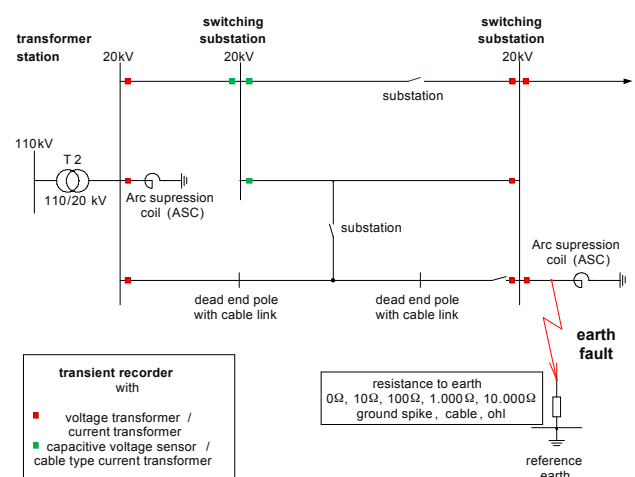 transformer
station
switching
substation
switching
substation
20kV
20kV
20kV
substation
110kV
T 2
110/20 kV
Arc supression
coil (ASC)
substation
Arc supression
coil (ASC)
dead end pole
with cable link
dead end pole
with cable link
earth
fault
transient recorder
with
voltage transformer /
current transformer
capacitive voltage sensor /
cable type current transformer
resistance to earth
0Ω, 10Ω, 100Ω, 1.000Ω, 10.000Ω
ground spike, cable, ohl
reference
earth